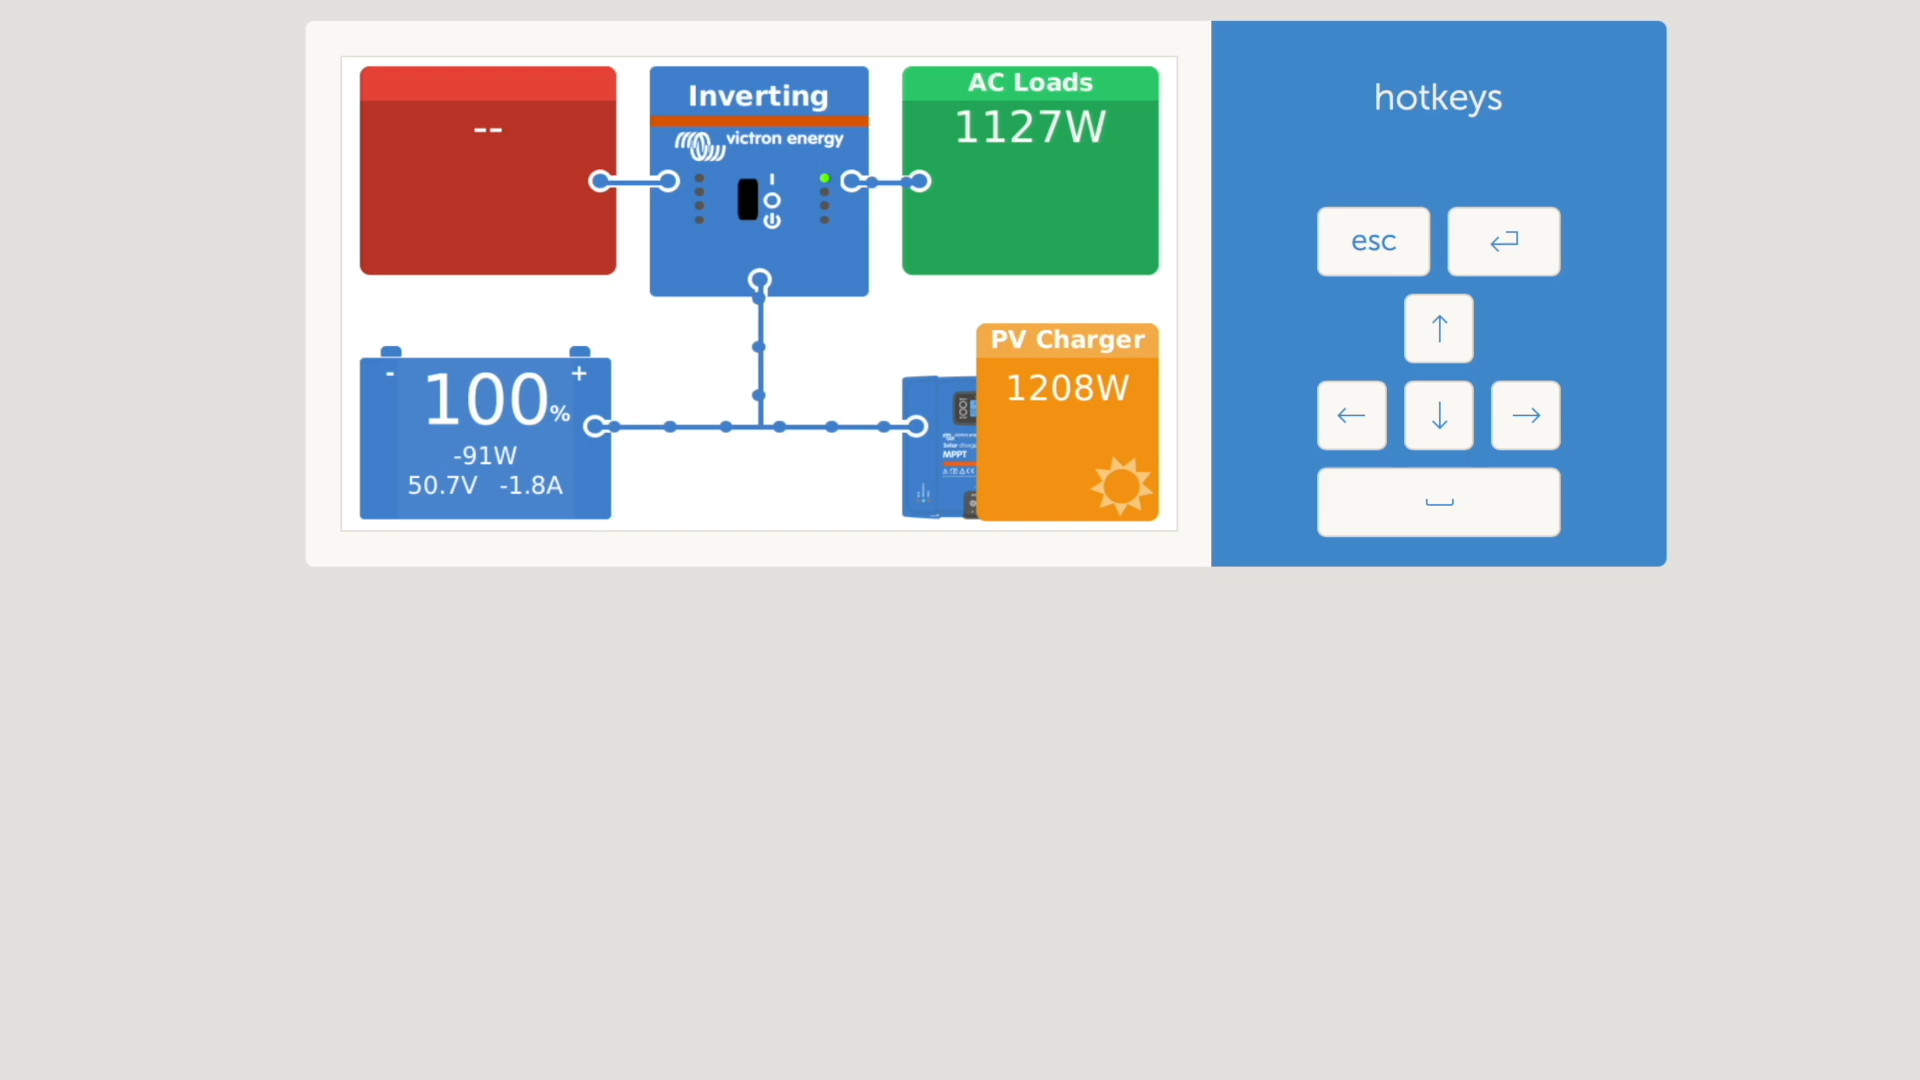 --
Inverting
victron energy
AC Loads
1127W
- +
100%
-91W
50.7V -1.8A
MPPT
PV Charger
1208W
hotkeys
esc